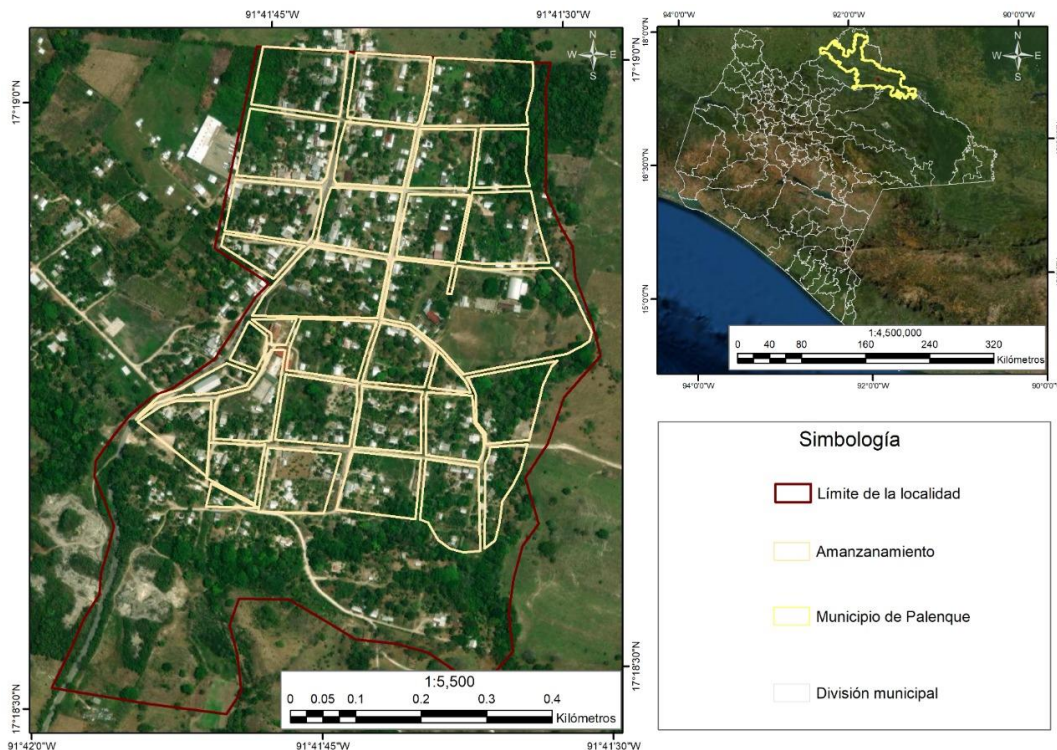 91°41'45"W
91°41'30"W
N
W E
S
17°19'0"N
17°19'0"N
17°18'30"N
17°18'30"N
1:5,500
0 0.05 0.1 0.2 0.3 0.4
Kilómetros
91°42'0"W
91°41'45"W
91°41'30"W
94°0'0"W
92°0'0"W
90°0'0"W
N
W E
S
18°0'0"N
16°30'0"N
15°0'0"N
1:4,500,000
0 20 40 80 160 240 320
Kilómetros
94°0'0"W
92°0'0"W
90°0'0"
Simbología
Límite de la localidad
Amanzanamiento
Municipio de Palenque
División municipal